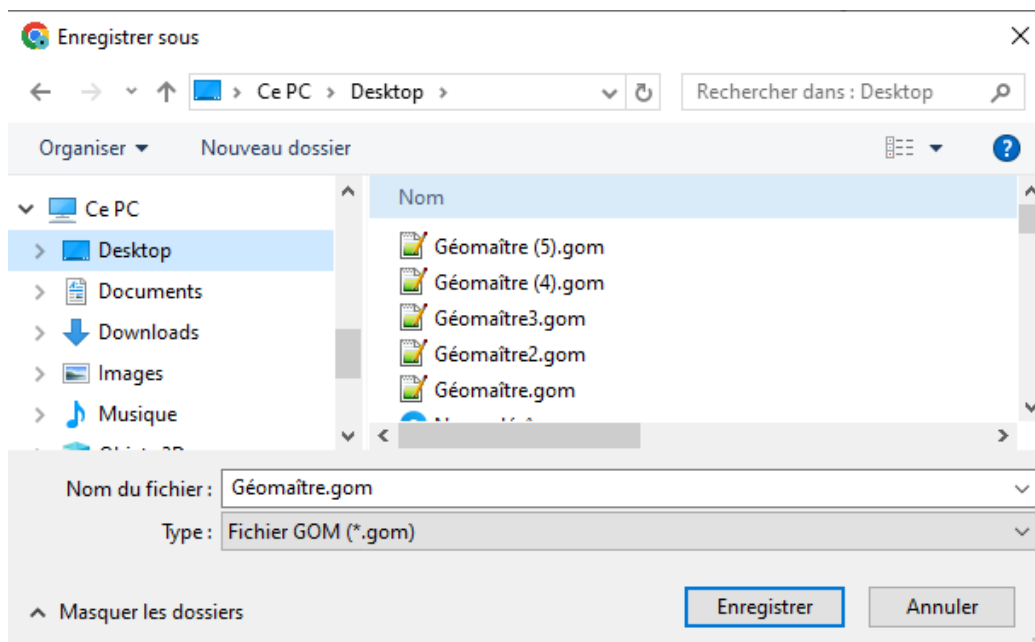 Enregistrer sous
Ce PC > Desktop >
Rechercher dans : Desktop
Organiser
Nouveau dossier
?
Ce PC
Desktop
Documents
Downloads
Images
Musique
Nom
Géomaître (5).gom
Géomaître (4).gom
Géomaître3.gom
Géomaître2.gom
Géomaître.gom
Nom du fichier : Géomaître.gom
Type : Fichier GOM (*.gom)
Masquer les dossiers
Enregistrer
Annuler